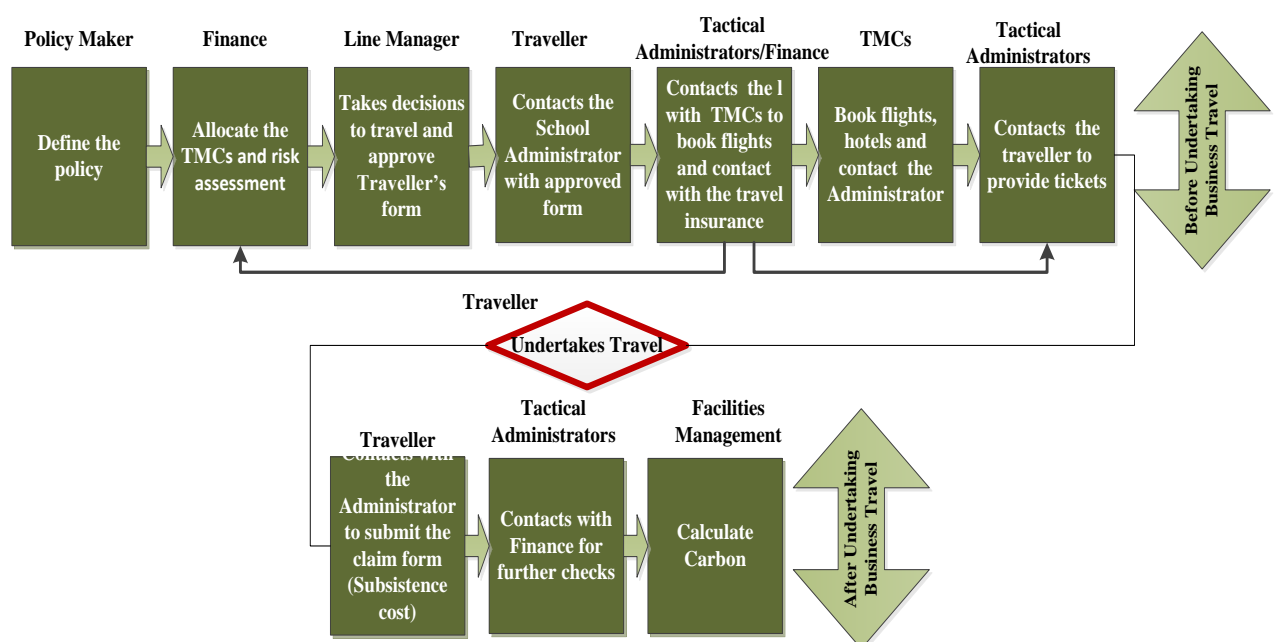 Policy Maker
Finance
Line Manager
Traveller
Tactical
Administrators/Finance
TMCs
Tactical
Administrators
Define the
policy
Allocate the
TMCs and risk
assessment
Takes decisions
to travel and
approve
Traveller's
form
Contacts the
School
Administrator
with approved
form
Contacts the l
with TMCs to
book flights
and contact
with the travel
insurance
Book flights,
hotels and
contact the
Administrator
Contacts the
traveller to
provide tickets
Before Undertaking
Business Travel
Traveller
Undertakes Travel
Traveller
Tactical
Administrators
Facilities
Management
Contacts with
the
Administrator
to submit the
claim form
(Subsistence
cost)
Contacts with
Finance for
further checks
Calculate
Carbon
After Undertaking
Business Travel